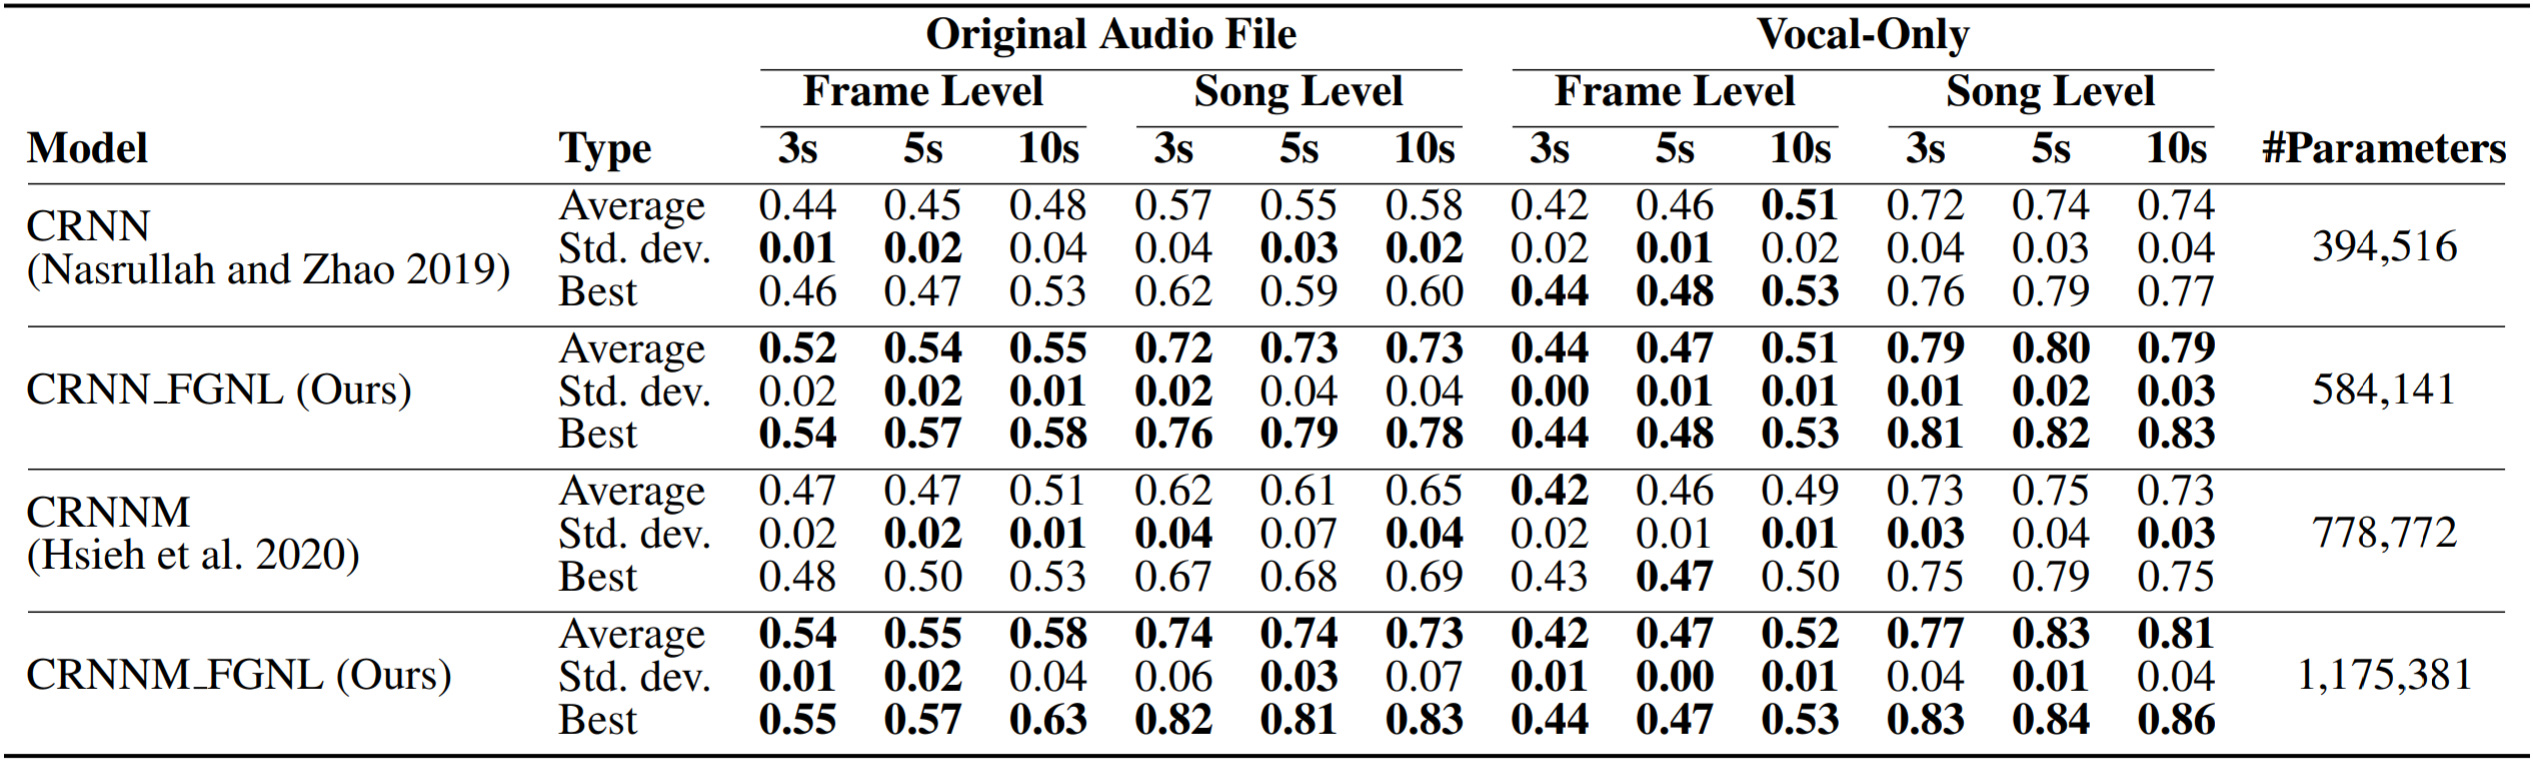 Original Audio File Vocal-Only
Frame Level Song Level Frame Level Song Level
Model Type 3s 5s 10s 3s 5s 10s 3s 5s 10s 3s 5s 10s #Parameters
CRNN
(Nasrullah and Zhao 2019)
Average 0.44 0.45 0.48 0.57 0.55 0.58 0.42 0.46 0.51 0.72 0.74 0.74
Std. dev. 0.01 0.02 0.04 0.04 0.03 0.02 0.02 0.01 0.02 0.04 0.03 0.04
Best 0.46 0.47 0.53 0.62 0.59 0.60 0.44 0.48 0.53 0.76 0.79 0.77
394,516
CRNN_FGNL (Ours)
Average 0.52 0.54 0.55 0.72 0.73 0.73 0.44 0.47 0.51 0.79 0.80 0.79
Std. dev. 0.02 0.02 0.01 0.02 0.04 0.04 0.00 0.01 0.01 0.01 0.02 0.03
Best 0.54 0.57 0.58 0.76 0.79 0.78 0.44 0.48 0.53 0.81 0.82 0.83
584,141
CRNNM
(Hsieh et al. 2020)
Average 0.47 0.47 0.51 0.62 0.61 0.65 0.42 0.46 0.49 0.73 0.75 0.73
Std. dev. 0.02 0.02 0.01 0.04 0.07 0.04 0.02 0.01 0.01 0.03 0.04 0.03
Best 0.48 0.50 0.53 0.67 0.68 0.69 0.43 0.47 0.50 0.75 0.79 0.75
778,772
CRNNM_FGNL (Ours)
Average 0.54 0.55 0.58 0.74 0.74 0.73 0.42 0.47 0.52 0.77 0.83 0.81
Std. dev. 0.01 0.02 0.04 0.06 0.03 0.07 0.01 0.00 0.01 0.04 0.01 0.04
Best 0.55 0.57 0.63 0.82 0.81 0.83 0.44 0.47 0.53 0.83 0.84 0.86
1,175,381